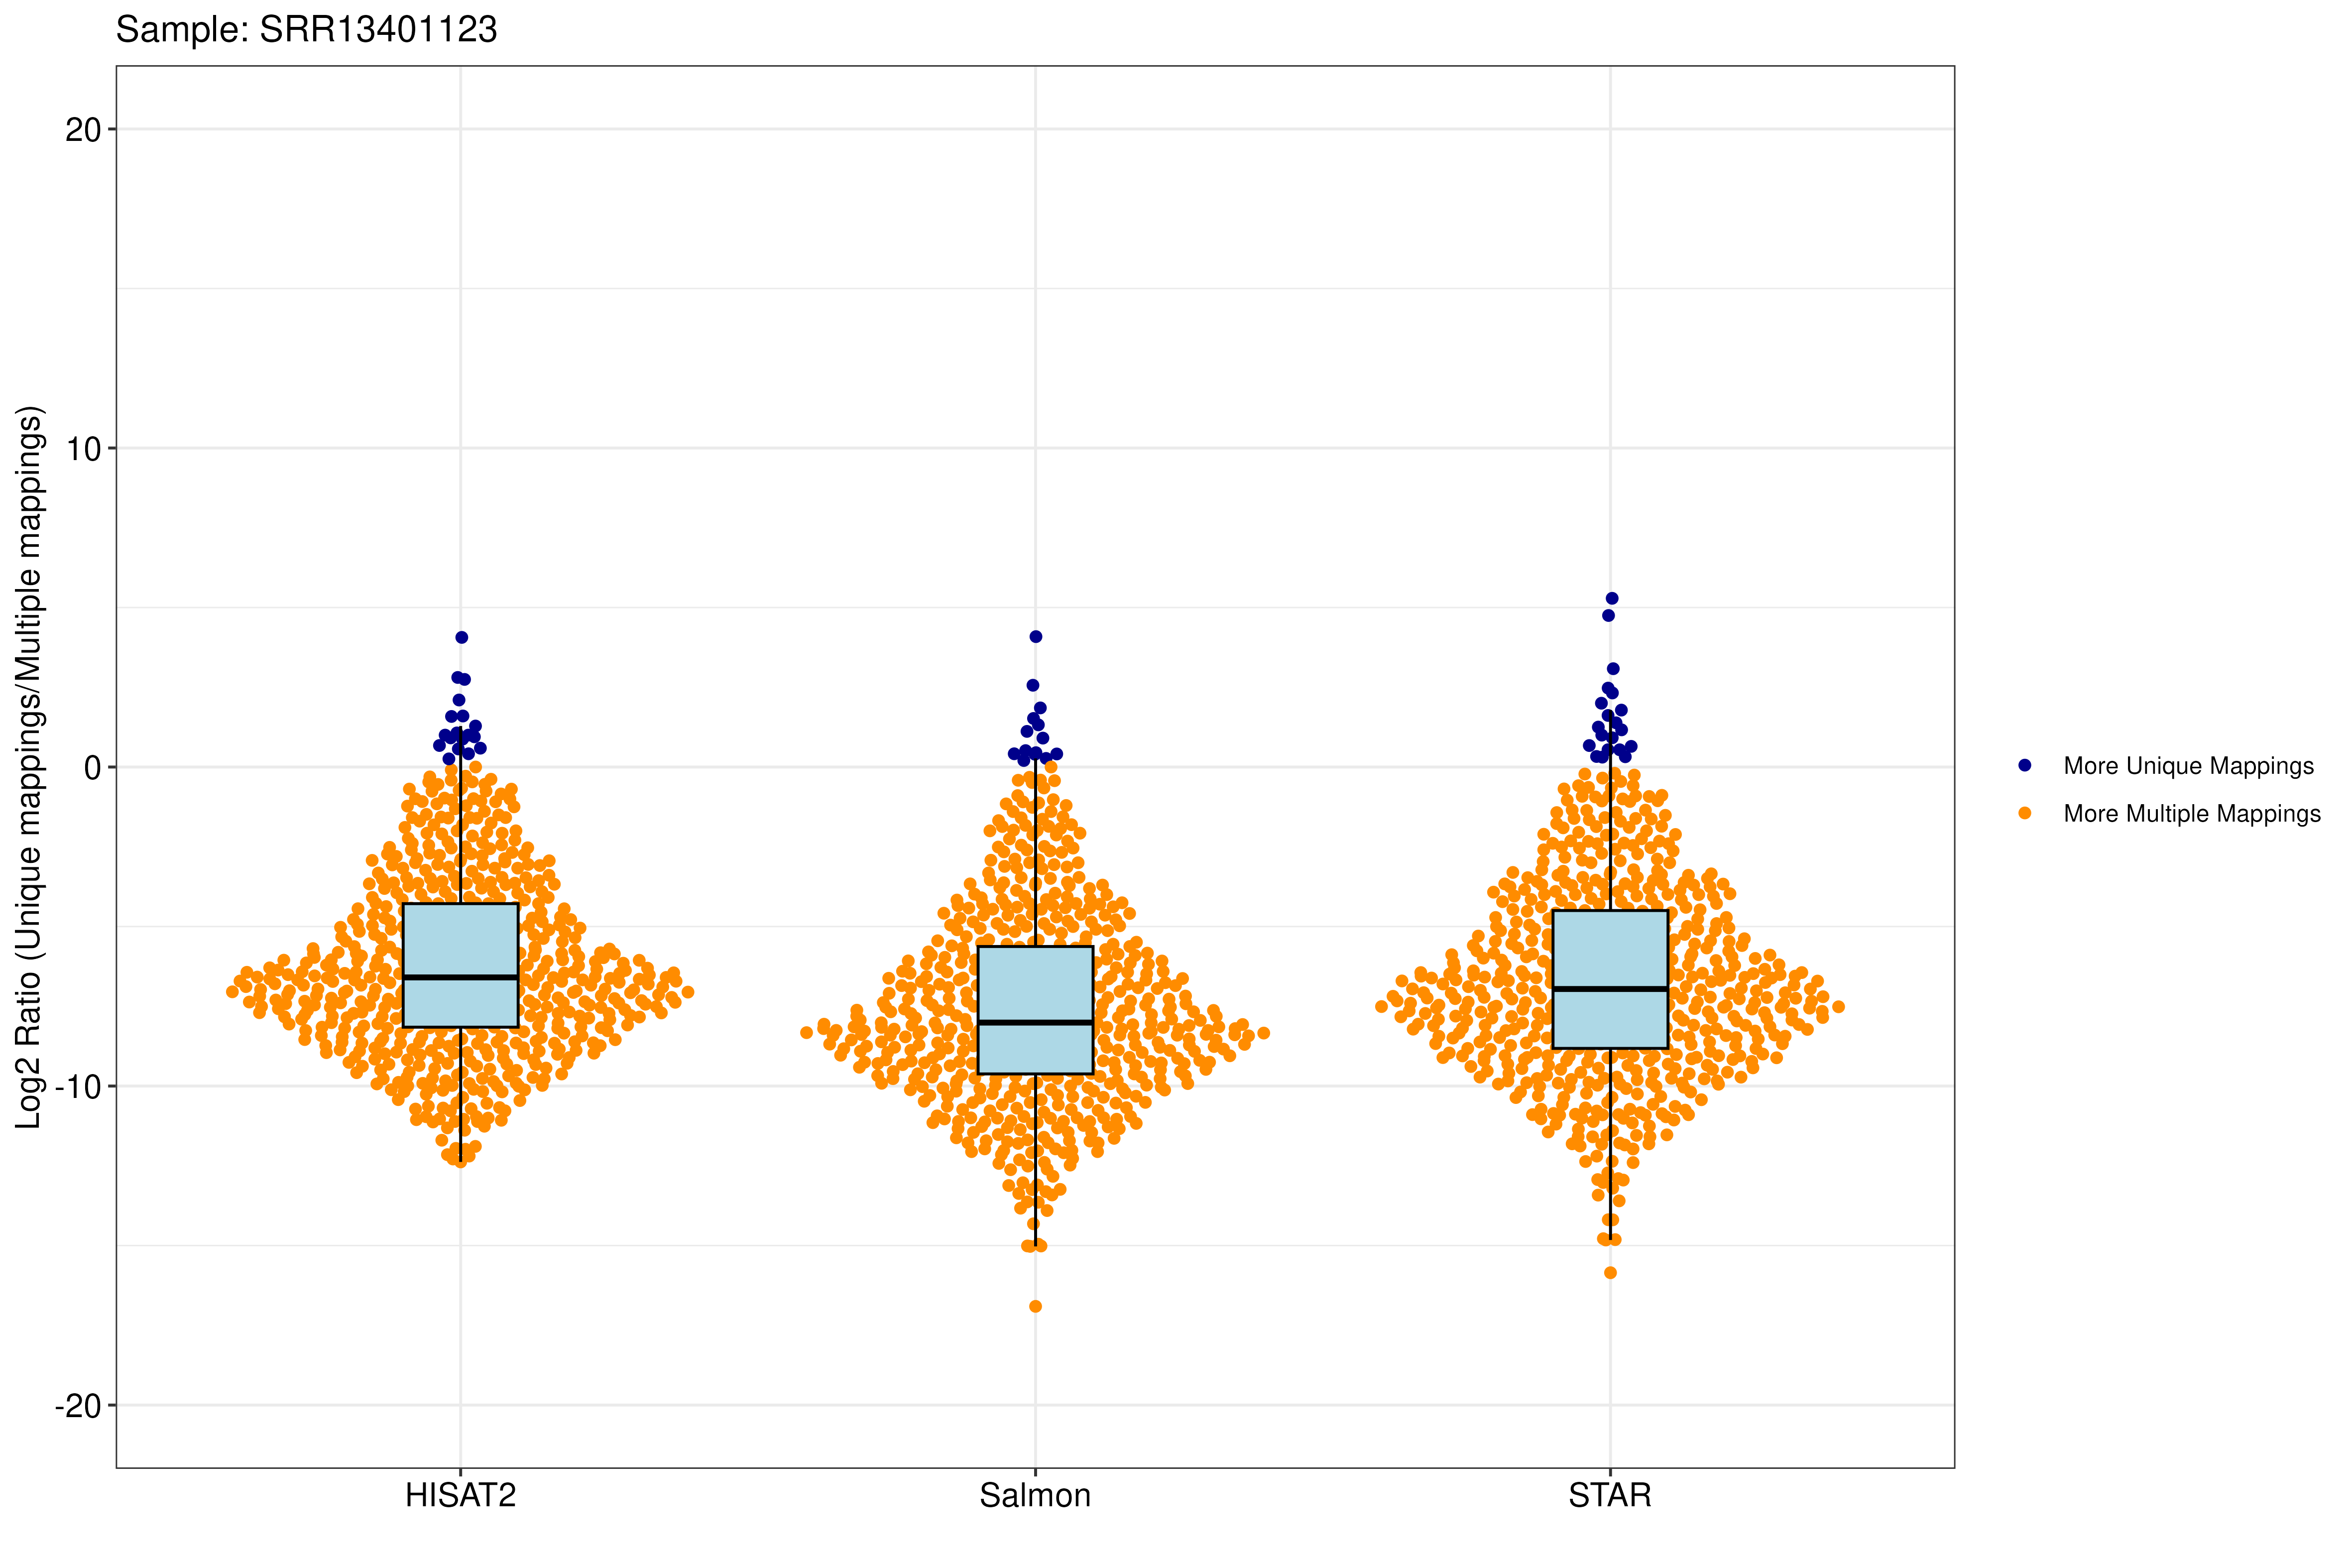 Sample: SRR13401123
Log2 Ratio (Unique mappings/Multiple mappings)
20
10
0
-10
-20
HISAT2
Salmon
STAR
More Unique Mappings
More Multiple Mappings